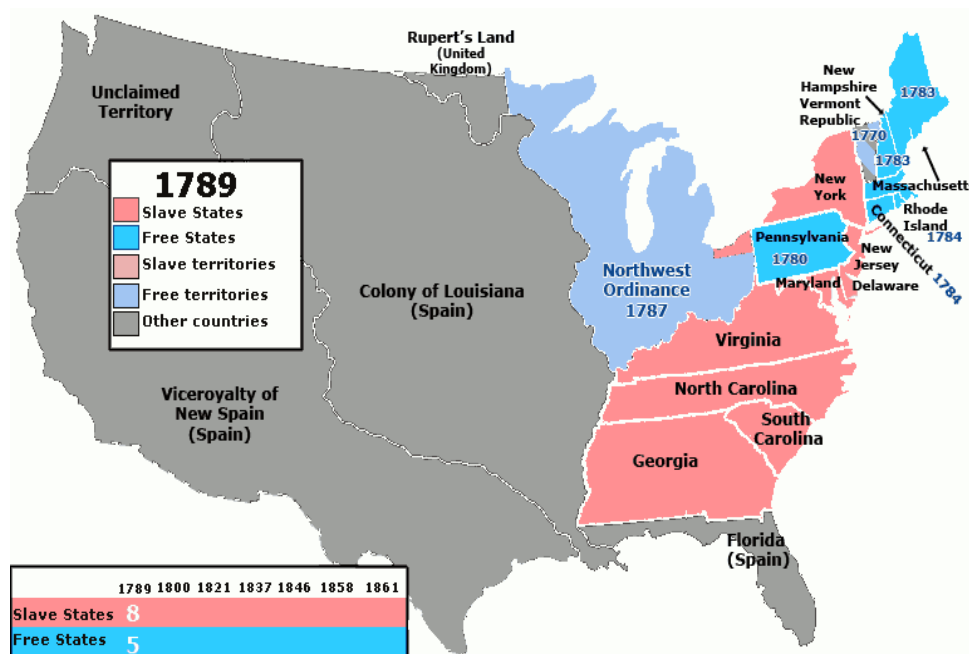 Rupert's Land
(United
Kingdom)
Unclaimed
Territory
New
Hampshire
Vermont
Republic
1783
1770
1783
Massachusett
Rhode
Island
1784
Connecticut 1784
New
York
Pennsylvania
1780
New
Jersey
Maryland
Delaware
1789
Slave States
Free States
Slave territories
Free territories
Other countries
Northwest
Ordinance
1787
Colony of Louisiana
(Spain)
Virginia
North Carolina
South
Carolina
Georgia
Viceroyalty of
New Spain
(Spain)
Florida
(Spain)
1789 1800 1821 1837 1846 1858 1861
Slave States 8
Free States 5